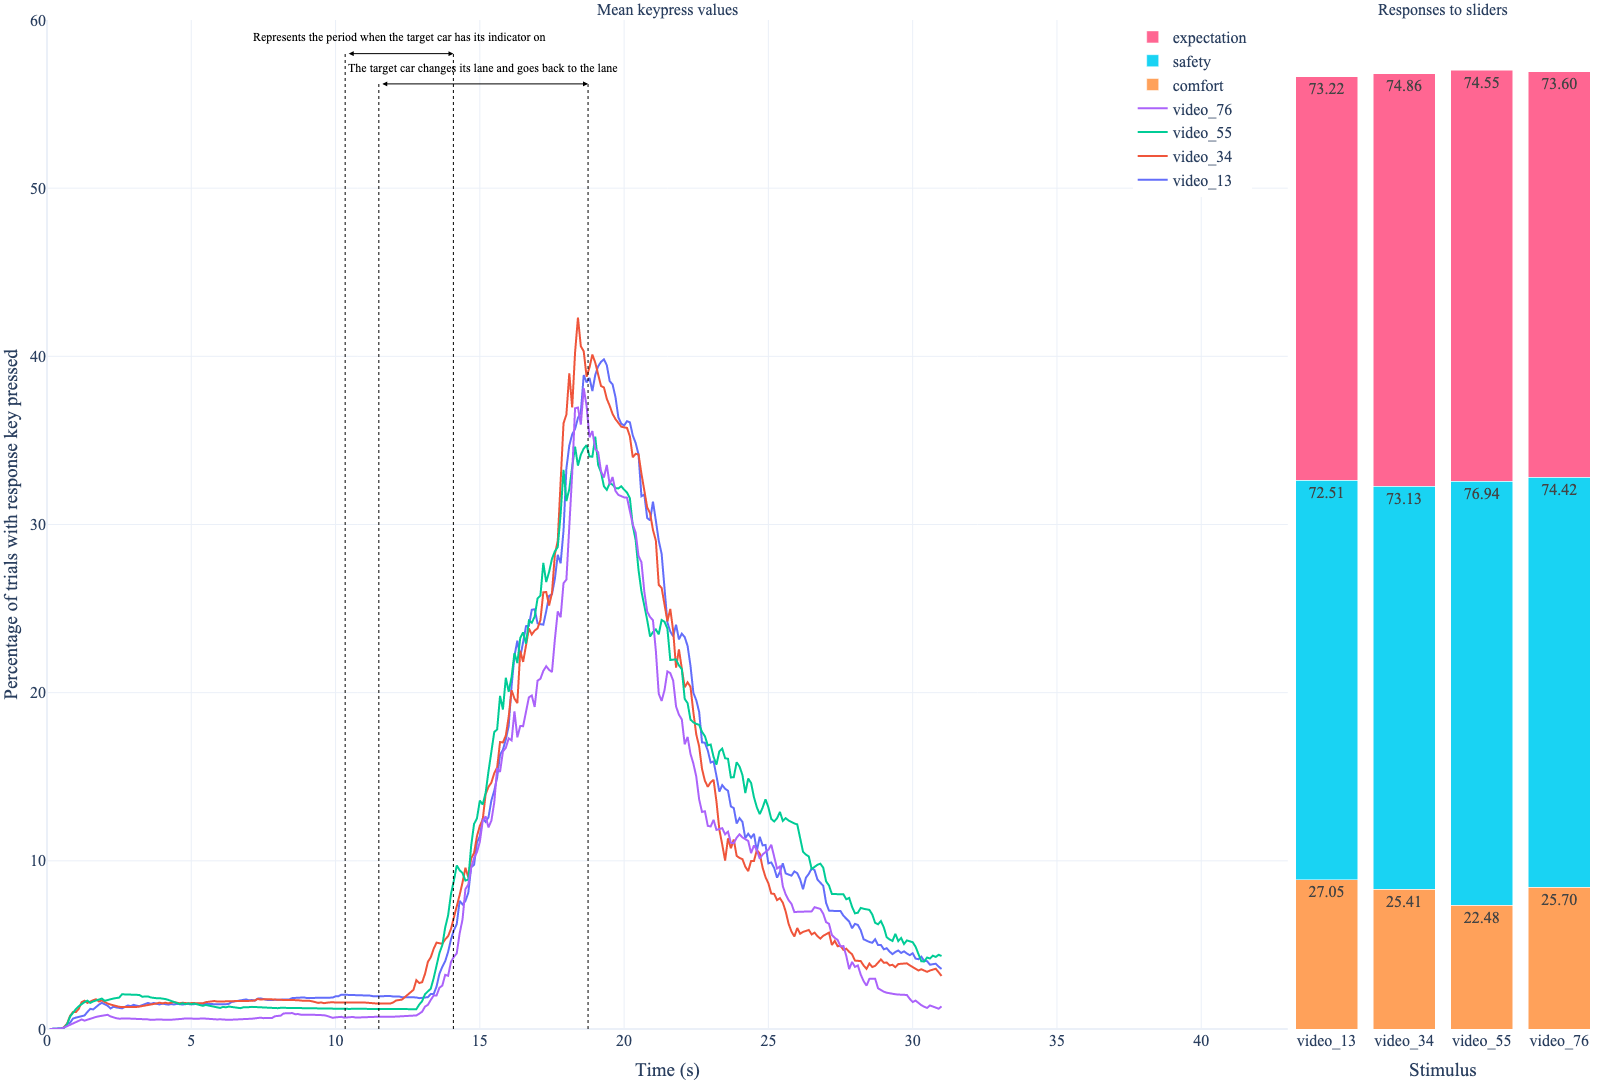 Mean keypress values
Responses to sliders
60
50
40
30
20
10
0
Percentage of trials with response key pressed
Represents the period when the target car has its indicator on
The target car changes its lane and goes back to the lane
expectation
safety
comfort
video_76
video_55
video_34
video_13
73.22 74.86 74.55 73.60
72.51 73.13 76.94 74.42
27.05 25.41 22.48 25.70
0 5 10 15 20 25 30 35 40
video_13 video_34 video_55 video_76
Time (s)
Stimulus